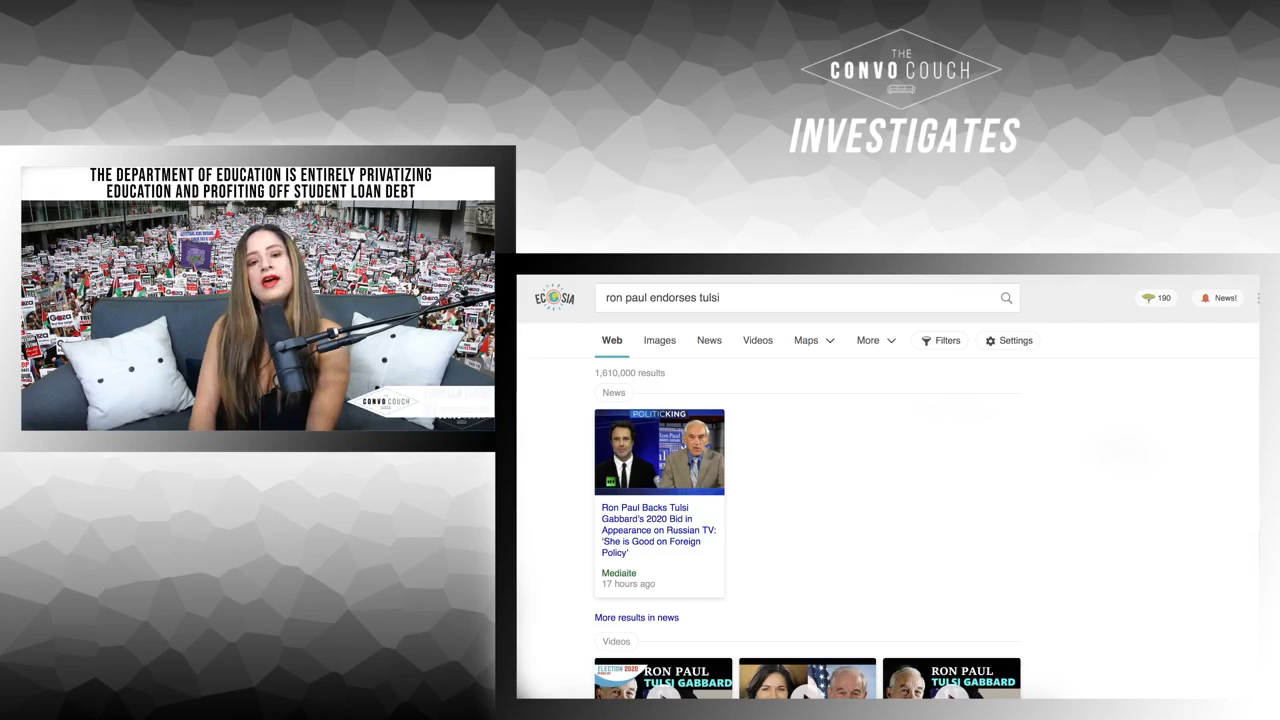 THE
CONVO COUCH
INVESTIGATES
THE DEPARTMENT OF EDUCATION IS ENTIRELY PRIVATIZING
EDUCATION AND PROFITING OFF STUDENT LOAN DEBT
CONVO COUCH
ECOSIA
ron paul endorses tulsi
190
News!
Web
Images
News
Videos
Maps
More
Filters
Settings
1,610,000 results
News
POLITICKING
RT
Ron Paul Backs Tulsi
Gabbard's 2020 Bid in
Appearance on Russian TV:
'She is Good on Foreign
Policy'
Mediaite
17 hours ago
More results in news
Videos
ELECTION 2020
RON PAUL
TULSI GABBARD
RON PAUL
TULSI GABBARD